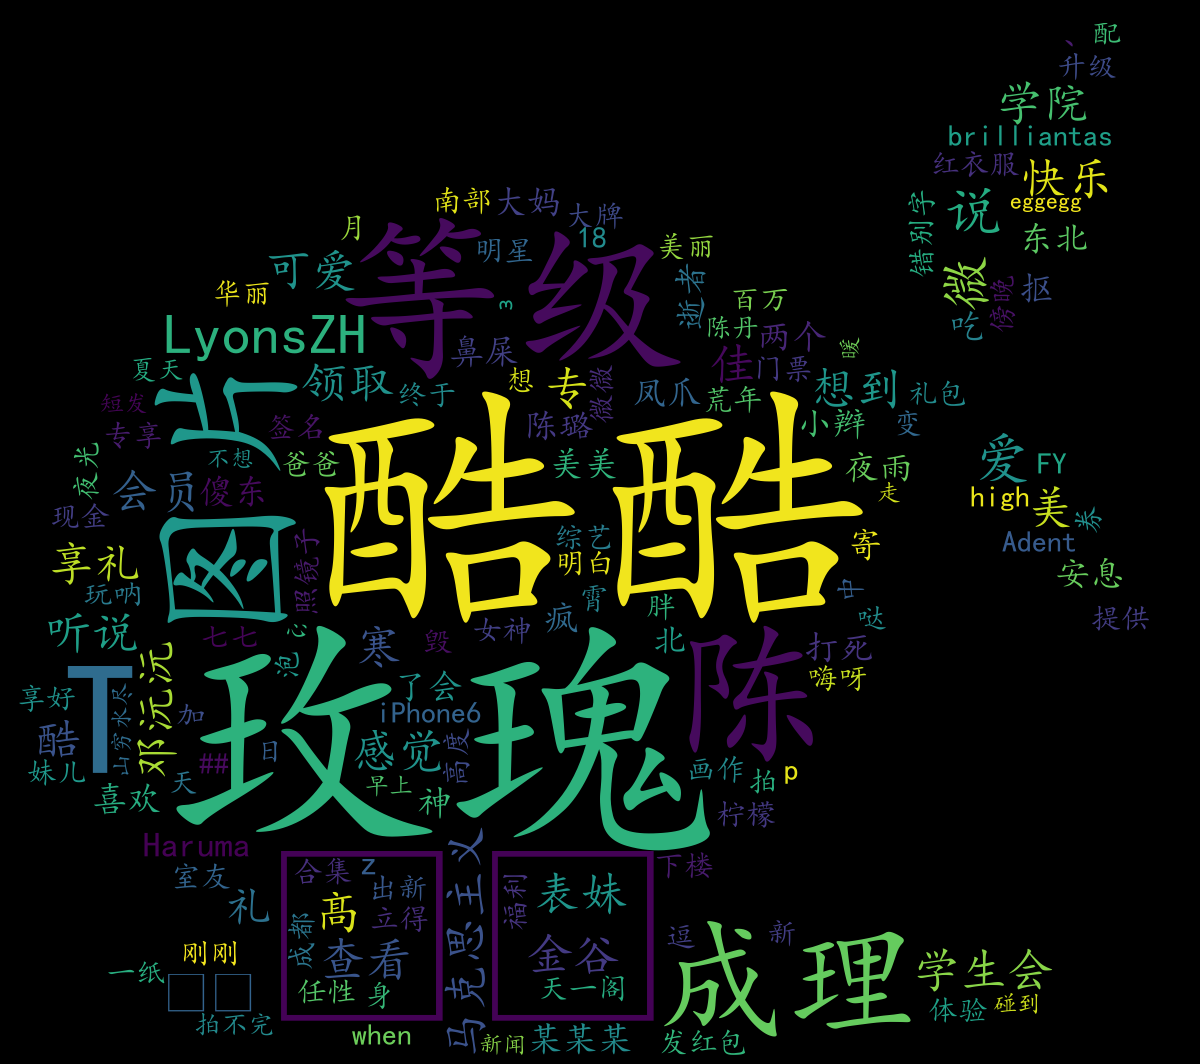 、 配
升级
学院
brilliantas
红衣服 快乐
eggegg
说
错别字
东北
微 傍晚 抠
吃
南部 大妈 大牌
月 等级 明星 18 美丽
可爱
华丽
逝者 百万
LyonsZH
鼻屎 陈丹 两个
夏天 图片 领取 终于 想 专 微微 凤爪 佳 门票 暖
荒年 想到 礼包
短发 专享 签名 陈璐 小辫 变
夜光 不想 爸爸 酷酷 美美 夜雨
会员 傻东 走
爱 FY
high 美 券
现金 Adent
享礼 照镜子 综艺 明白 寄
安息
玩呐 霄 中
疯 胖 哒 提供
听说 七七 心 寒 毁 女神 北
泡 玫瑰 陈 打死 嗨呀
享好 T 邓沅沅 了会
山穷水尽 加 iPhone6
酷 日 感觉 高度
妹儿 ## 画作 拍 p
喜欢 天 早上 神
柠檬
Haruma 马克思主义
合集 z 下楼
室友 出新 福利 表妹
礼 高 立得
成都 逗 新
刚刚 查看 金谷 成理
一纸 □□ 任性 身 天一阁 学生会
拍不完 体验 碰到
when 新闻 某某某 发红包